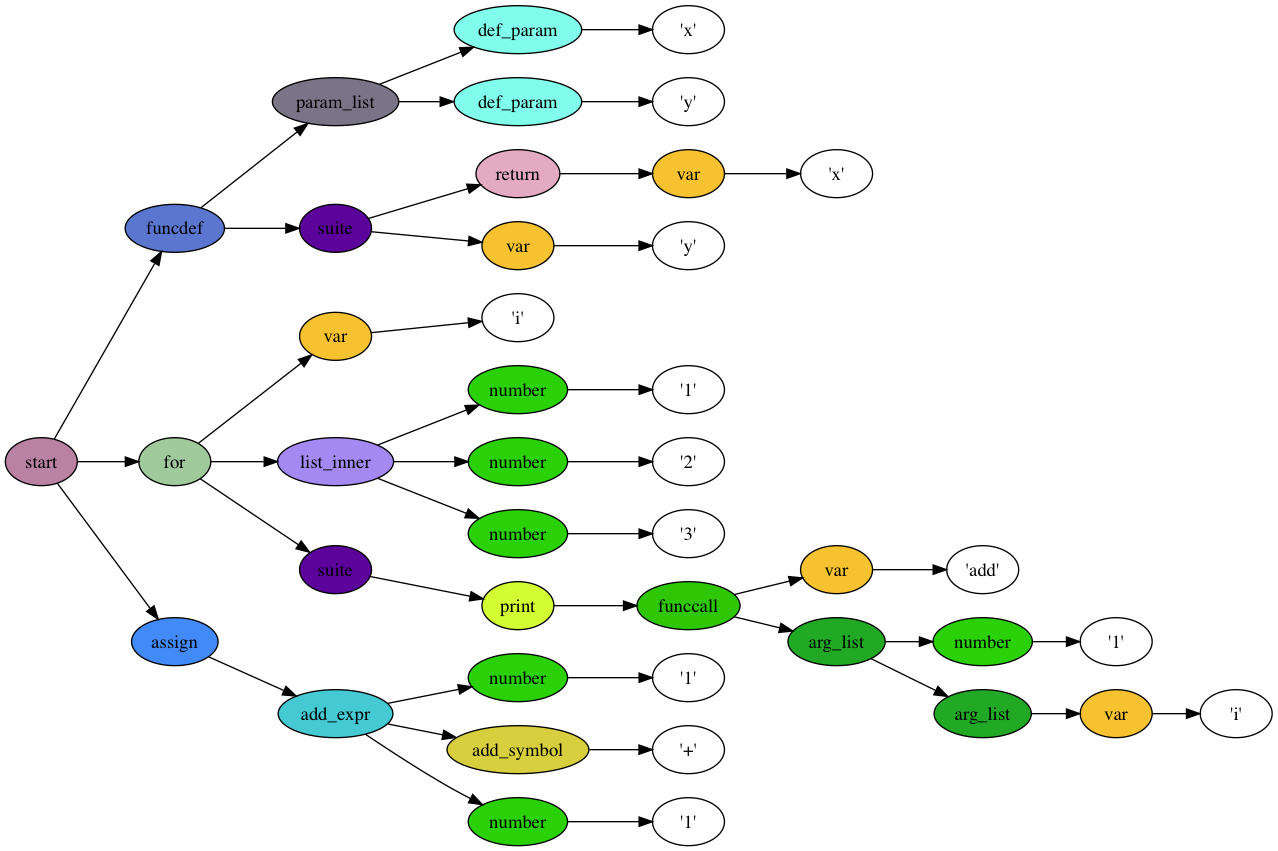 def_param 'x'
param_list def_param 'y'
return var 'x'
funcdef suite
var 'y'
var 'i'
number '1'
start for list_inner number '2'
number '3'
suite var 'add'
print funccall
assign arg_list number '1'
number '1'
add_expr arg_list var 'i'
add_symbol '+'
number '1'